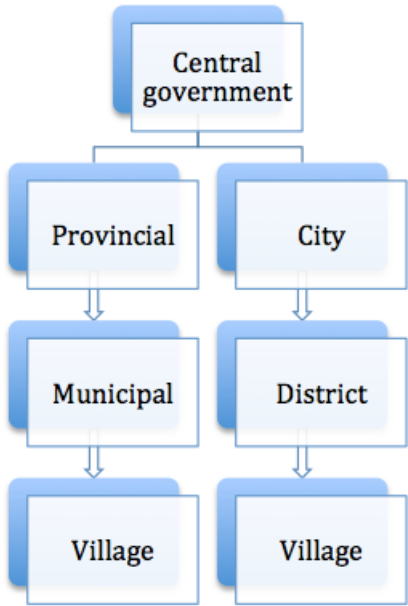 Central
government
Provincial
City
Municipal
District
Village
Village